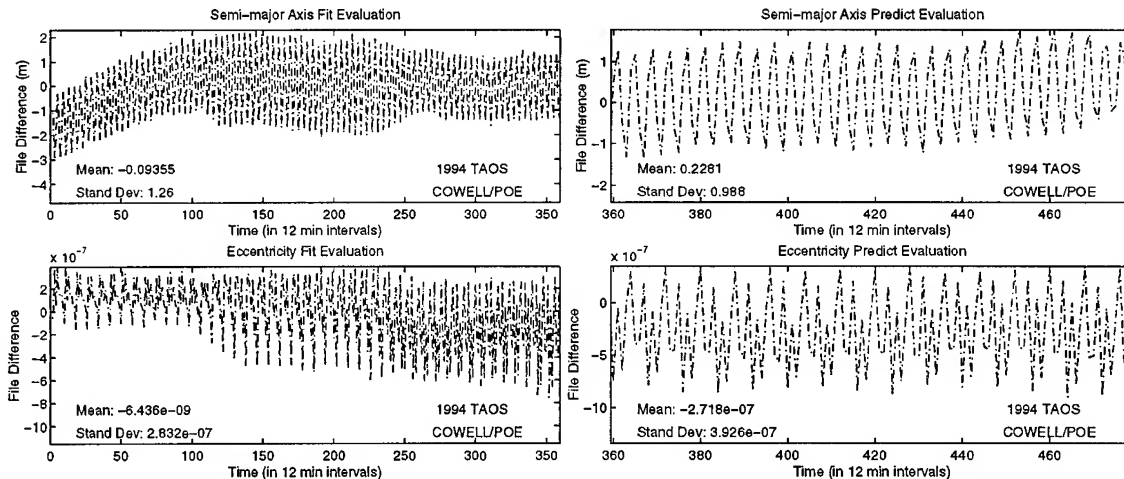 Semi-major Axis Fit Evaluation
File Difference (m)
2
1
0
-1
-2
-3
-4
Mean: -0.09355
1994 TAOS
Stand Dev: 1.26
COWELL/POE
0 50 100 150 200 250 300 350
Time (in 12 min intervals)
Semi-major Axis Predict Evaluation
File Difference (m)
1
0
-1
-2
Mean: 0.2281
1994 TAOS
Stand Dev: 0.988
COWELL/POE
360 380 400 420 440 460
Time (in 12 min intervals)
x 10^-7
Eccentricity Fit Evaluation
File Difference
2
0
-2
-4
-6
-8
-10
Mean: -6.436e-09
1994 TAOS
Stand Dev: 2.832e-07
COWELL/POE
0 50 100 150 200 250 300 350
Time (in 12 min intervals)
x 10^-7
Eccentricity Predict Evaluation
File Difference
0
-5
-10
Mean: -2.718e-07
1994 TAOS
Stand Dev: 3.926e-07
COWELL/POE
360 380 400 420 440 460
Time (in 12 min intervals)